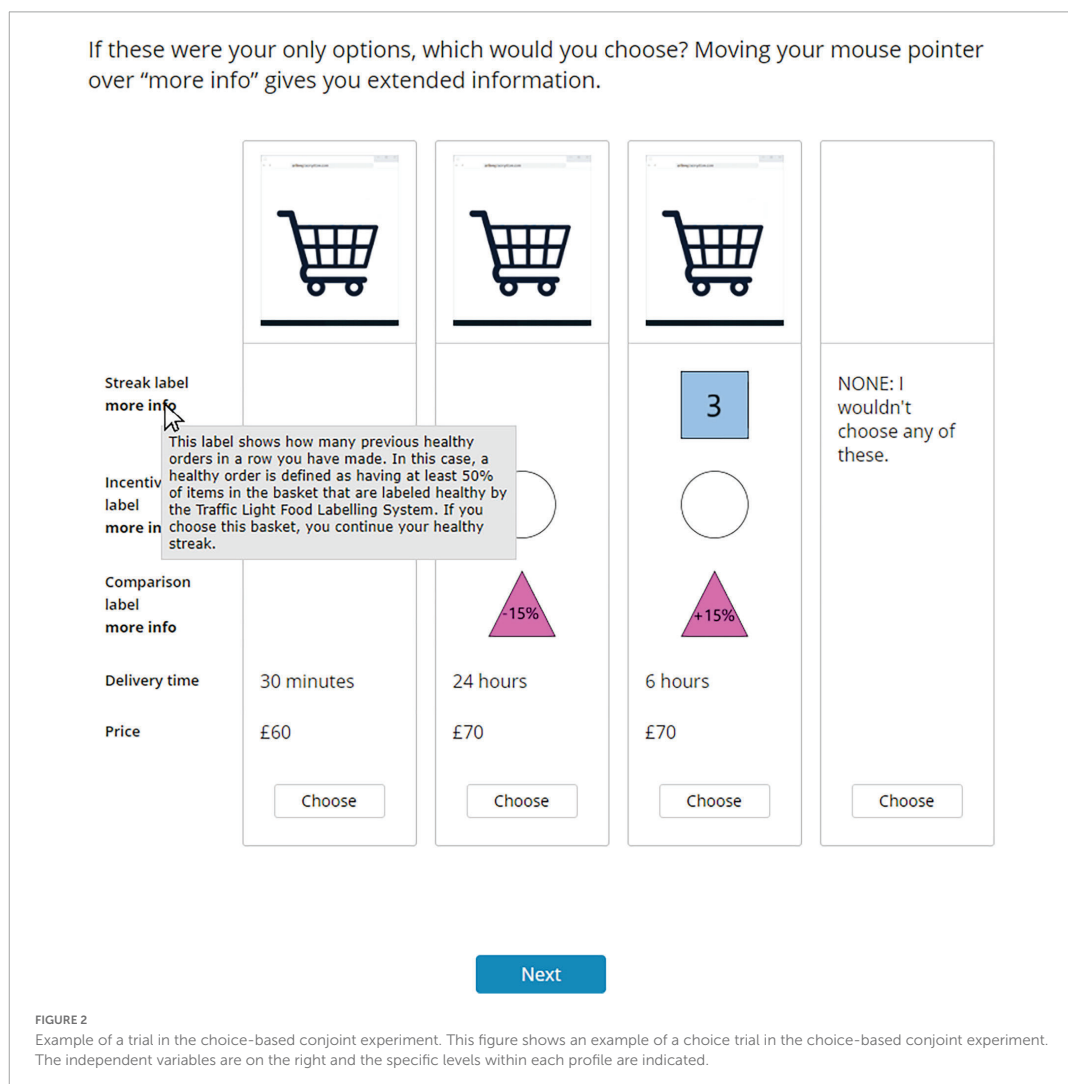 If these were your only options, which would you choose? Moving your mouse pointer
over “more info” gives you extended information.
Streak label
more info
3
NONE: I
wouldn't
choose any of
these.
This label shows how many previous healthy
orders in a row you have made. In this case, a
healthy order is defined as having at least 50%
of items in the basket that are labeled healthy by
the Traffic Light Food Labelling System. If you
choose this basket, you continue your healthy
streak.
Incentiv
label
more in
Comparison
label
more info
-15%
+15%
Delivery time
30 minutes
24 hours
6 hours
Price
£60
£70
£70
Choose
Choose
Choose
Choose
Next
FIGURE 2
Example of a trial in the choice-based conjoint experiment. This figure shows an example of a choice trial in the choice-based conjoint experiment.
The independent variables are on the right and the specific levels within each profile are indicated.